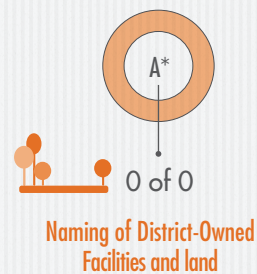 A*
0 of 0
Naming of District-Owned
Facilities and land